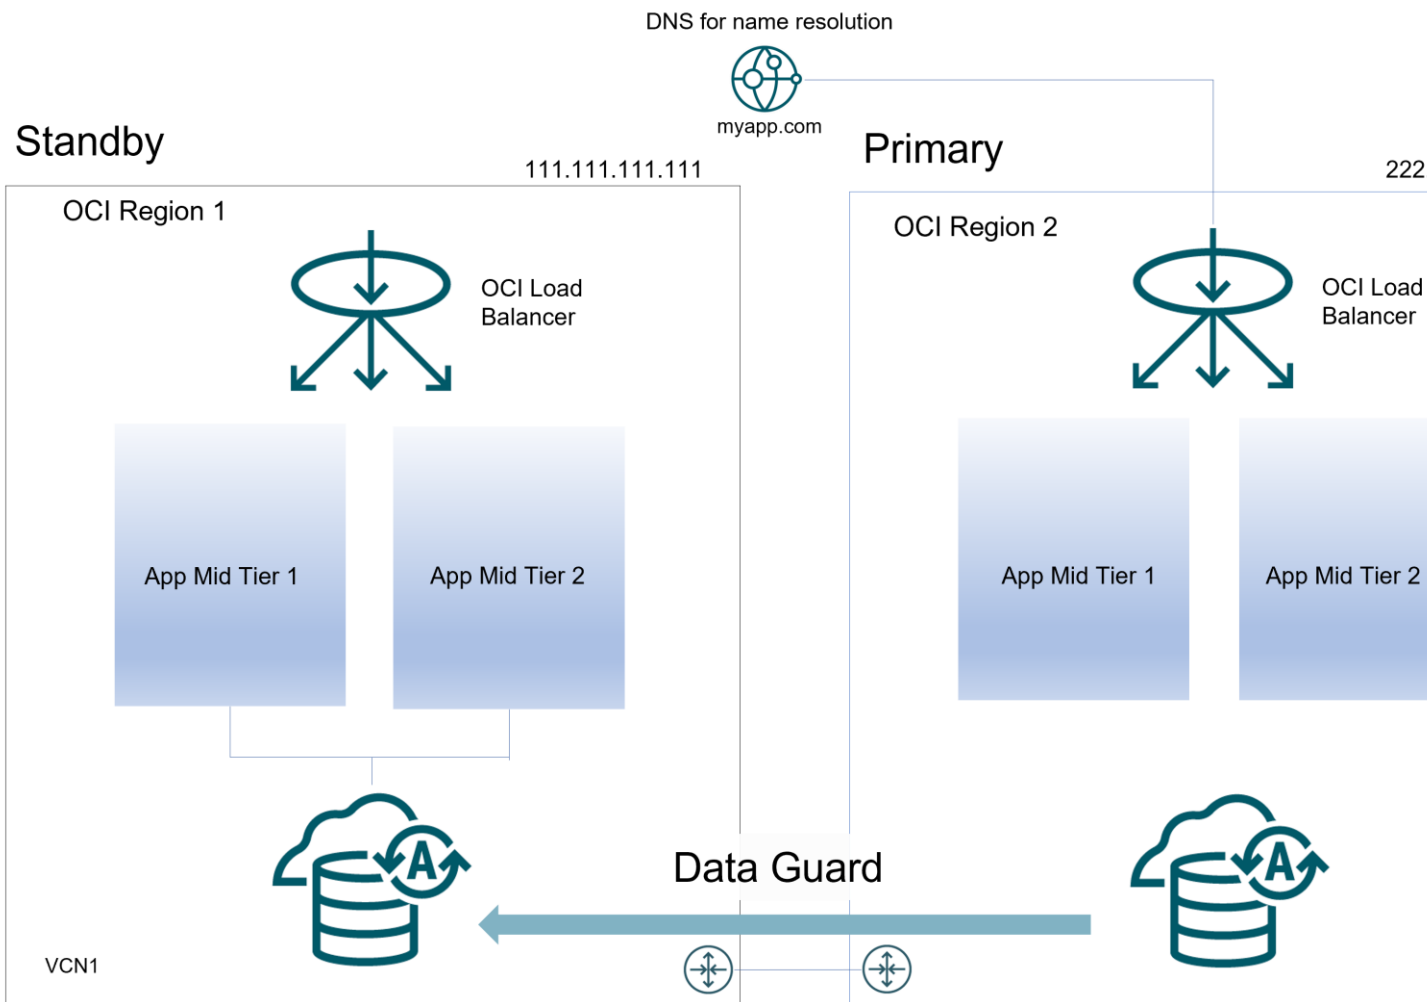 DNS for name resolution
myapp.com
Standby
111.111.111.111
OCI Region 1
OCI Load
Balancer
App Mid Tier 1
App Mid Tier 2
VCN1
Data Guard
Primary
222
OCI Region 2
OCI Load
Balancer
App Mid Tier 1
App Mid Tier 2
A
A